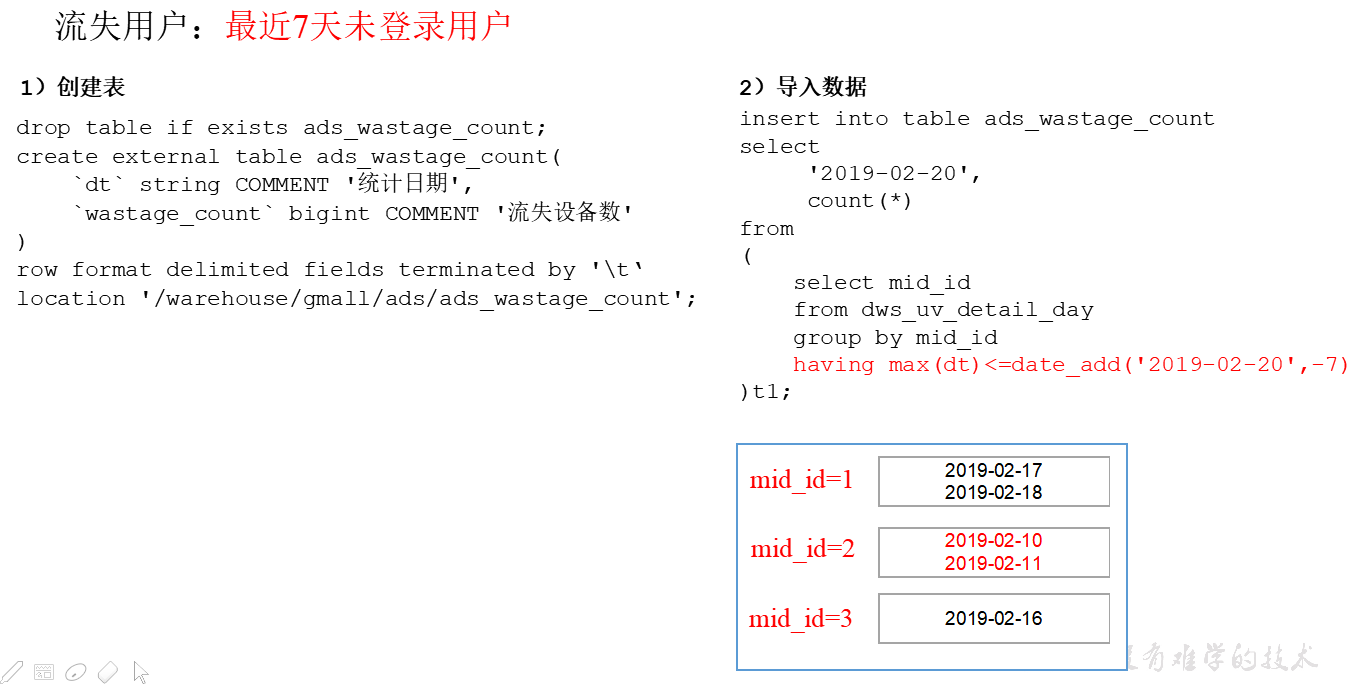 流失用户：最近7天未登录用户
1）创建表
drop table if exists ads_wastage_count;
create external table ads_wastage_count(
    `dt` string COMMENT '统计日期',
    `wastage_count` bigint COMMENT '流失设备数'
)
row format delimited fields terminated by '\t‘
location '/warehouse/gmall/ads/ads_wastage_count';
2）导入数据
insert into table ads_wastage_count
select
     '2019-02-20',
     count(*)
from
(
    select mid_id
    from dws_uv_detail_day
    group by mid_id
    having max(dt)<=date_add('2019-02-20',-7)
)t1;
mid_id=1
2019-02-17
2019-02-18
mid_id=2
2019-02-10
2019-02-11
mid_id=3
2019-02-16
有难学的技术